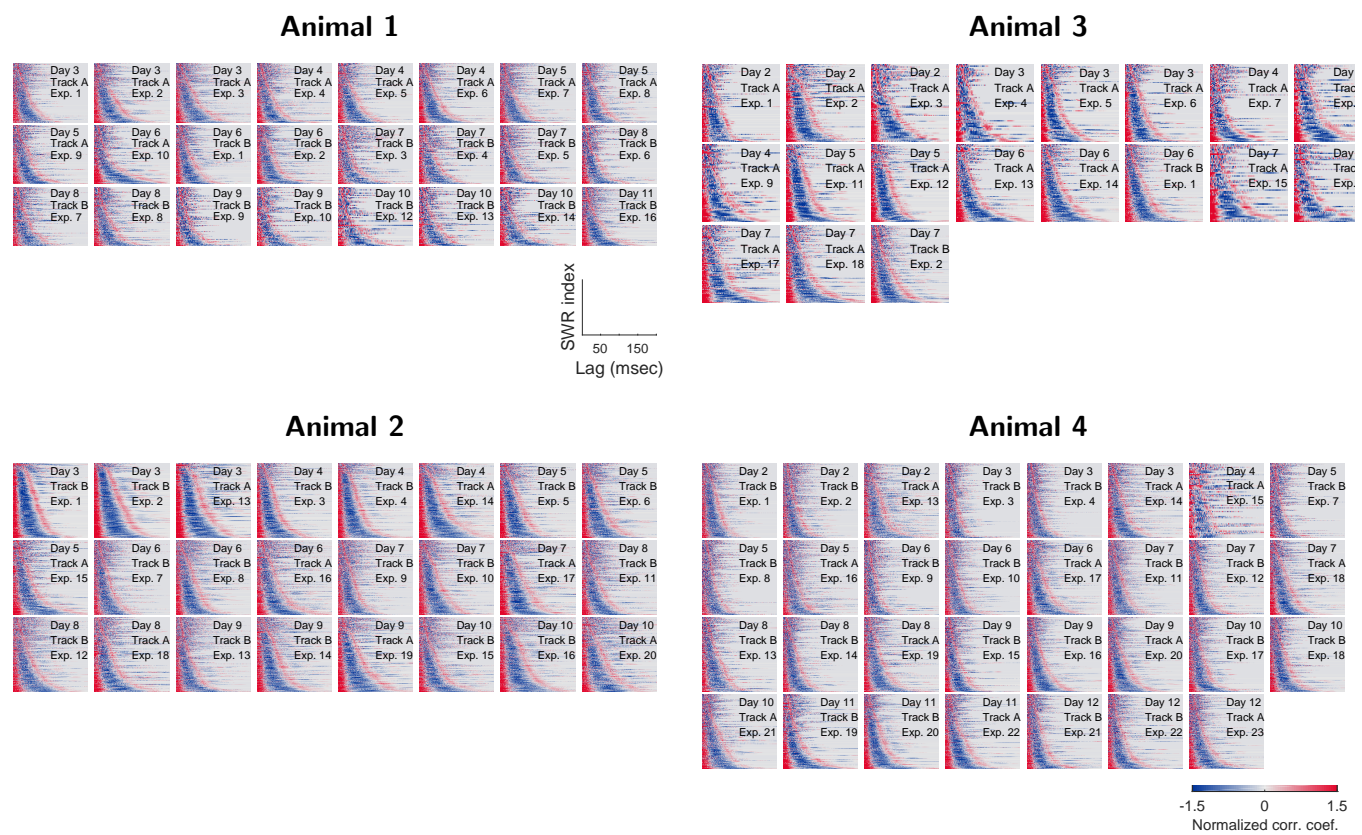 Animal 1
Day 3
Track A
Exp. 1
Day 3
Track A
Exp. 2
Day 3
Track A
Exp. 3
Day 4
Track A
Exp. 4
Day 4
Track A
Exp. 5
Day 4
Track A
Exp. 6
Day 5
Track A
Exp. 7
Day 5
Track A
Exp. 8
Day 5
Track A
Exp. 9
Day 6
Track A
Exp. 10
Day 6
Track B
Exp. 1
Day 6
Track B
Exp. 2
Day 7
Track B
Exp. 3
Day 7
Track B
Exp. 4
Day 7
Track B
Exp. 5
Day 8
Track B
Exp. 6
Day 8
Track B
Exp. 7
Day 8
Track B
Exp. 8
Day 9
Track B
Exp. 9
Day 9
Track B
Exp. 10
Day 10
Track B
Exp. 12
Day 10
Track B
Exp. 13
Day 10
Track B
Exp. 14
Day 11
Track B
Exp. 16
SWR index
50 150
Lag (msec)
Animal 3
Day 2
Track A
Exp. 1
Day 2
Track A
Exp. 2
Day 2
Track A
Exp. 3
Day 3
Track A
Exp. 4
Day 3
Track A
Exp. 5
Day 3
Track A
Exp. 6
Day 4
Track A
Exp. 7
Day
Track
Exp.
Day 4
Track A
Exp. 9
Day 5
Track A
Exp. 11
Day 5
Track A
Exp. 12
Day 6
Track A
Exp. 13
Day 6
Track A
Exp. 14
Day 6
Track B
Exp. 1
Day 7
Track A
Exp. 15
Day
Track
Exp.
Day 7
Track A
Exp. 17
Day 7
Track A
Exp. 18
Day 7
Track B
Exp. 2
Animal 2
Day 3
Track B
Exp. 1
Day 3
Track B
Exp. 2
Day 3
Track A
Exp. 13
Day 4
Track B
Exp. 3
Day 4
Track B
Exp. 4
Day 4
Track A
Exp. 14
Day 5
Track B
Exp. 5
Day 5
Track B
Exp. 6
Day 5
Track A
Exp. 15
Day 6
Track B
Exp. 7
Day 6
Track B
Exp. 8
Day 6
Track A
Exp. 16
Day 7
Track B
Exp. 9
Day 7
Track B
Exp. 10
Day 7
Track A
Exp. 17
Day 8
Track B
Exp. 11
Day 8
Track B
Exp. 12
Day 8
Track A
Exp. 18
Day 9
Track B
Exp. 13
Day 9
Track B
Exp. 14
Day 9
Track A
Exp. 19
Day 10
Track B
Exp. 15
Day 10
Track B
Exp. 16
Day 10
Track A
Exp. 20
Animal 4
Day 2
Track B
Exp. 1
Day 2
Track B
Exp. 2
Day 2
Track A
Exp. 13
Day 3
Track B
Exp. 3
Day 3
Track B
Exp. 4
Day 3
Track A
Exp. 14
Day 4
Track A
Exp. 15
Day 5
Track B
Exp. 7
Day 5
Track B
Exp. 8
Day 5
Track A
Exp. 16
Day 6
Track B
Exp. 9
Day 6
Track B
Exp. 10
Day 6
Track A
Exp. 17
Day 7
Track B
Exp. 11
Day 7
Track B
Exp. 12
Day 7
Track A
Exp. 18
Day 8
Track B
Exp. 13
Day 8
Track B
Exp. 14
Day 8
Track A
Exp. 19
Day 9
Track B
Exp. 15
Day 9
Track B
Exp. 16
Day 9
Track A
Exp. 20
Day 10
Track B
Exp. 17
Day 10
Track B
Exp. 18
Day 10
Track A
Exp. 21
Day 11
Track B
Exp. 19
Day 11
Track B
Exp. 20
Day 11
Track A
Exp. 22
Day 12
Track B
Exp. 21
Day 12
Track B
Exp. 22
Day 12
Track A
Exp. 23
-1.5 0 1.5
Normalized corr. coef.